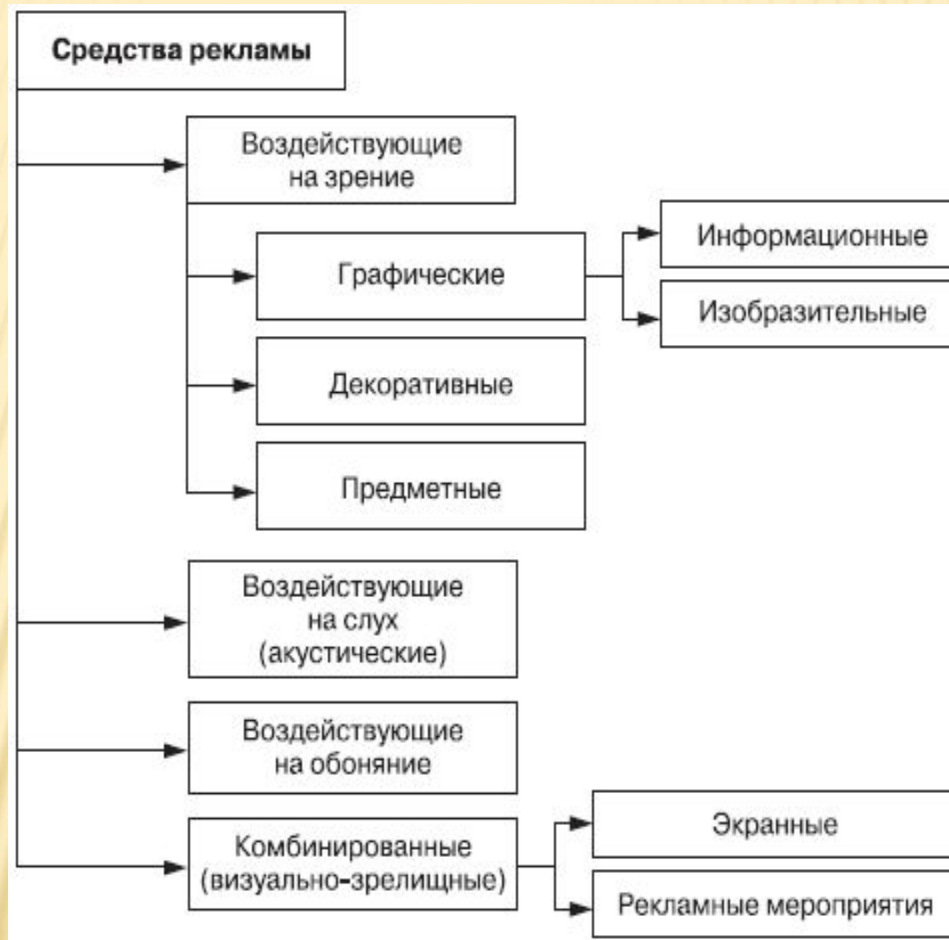 Средства рекламы
Воздействующие
на зрение
Графические
Информационные
Изобразительные
Декоративные
Предметные
Воздействующие
на слух
(акустические)
Воздействующие
на обоняние
Комбинированные
(визуально-зрелищные)
Экранные
Рекламные мероприятия